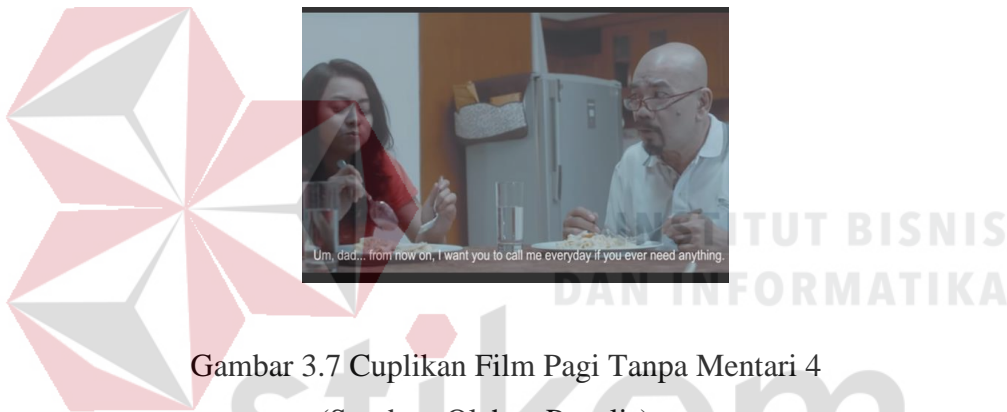 INSTITUT BISNIS
DAN INFORMATIKA
Um, dad... from now on, I want you to call me everyday if you ever need anything.
Gambar 3.7 Cuplikan Film Pagi Tanpa Mentari 4
stikom